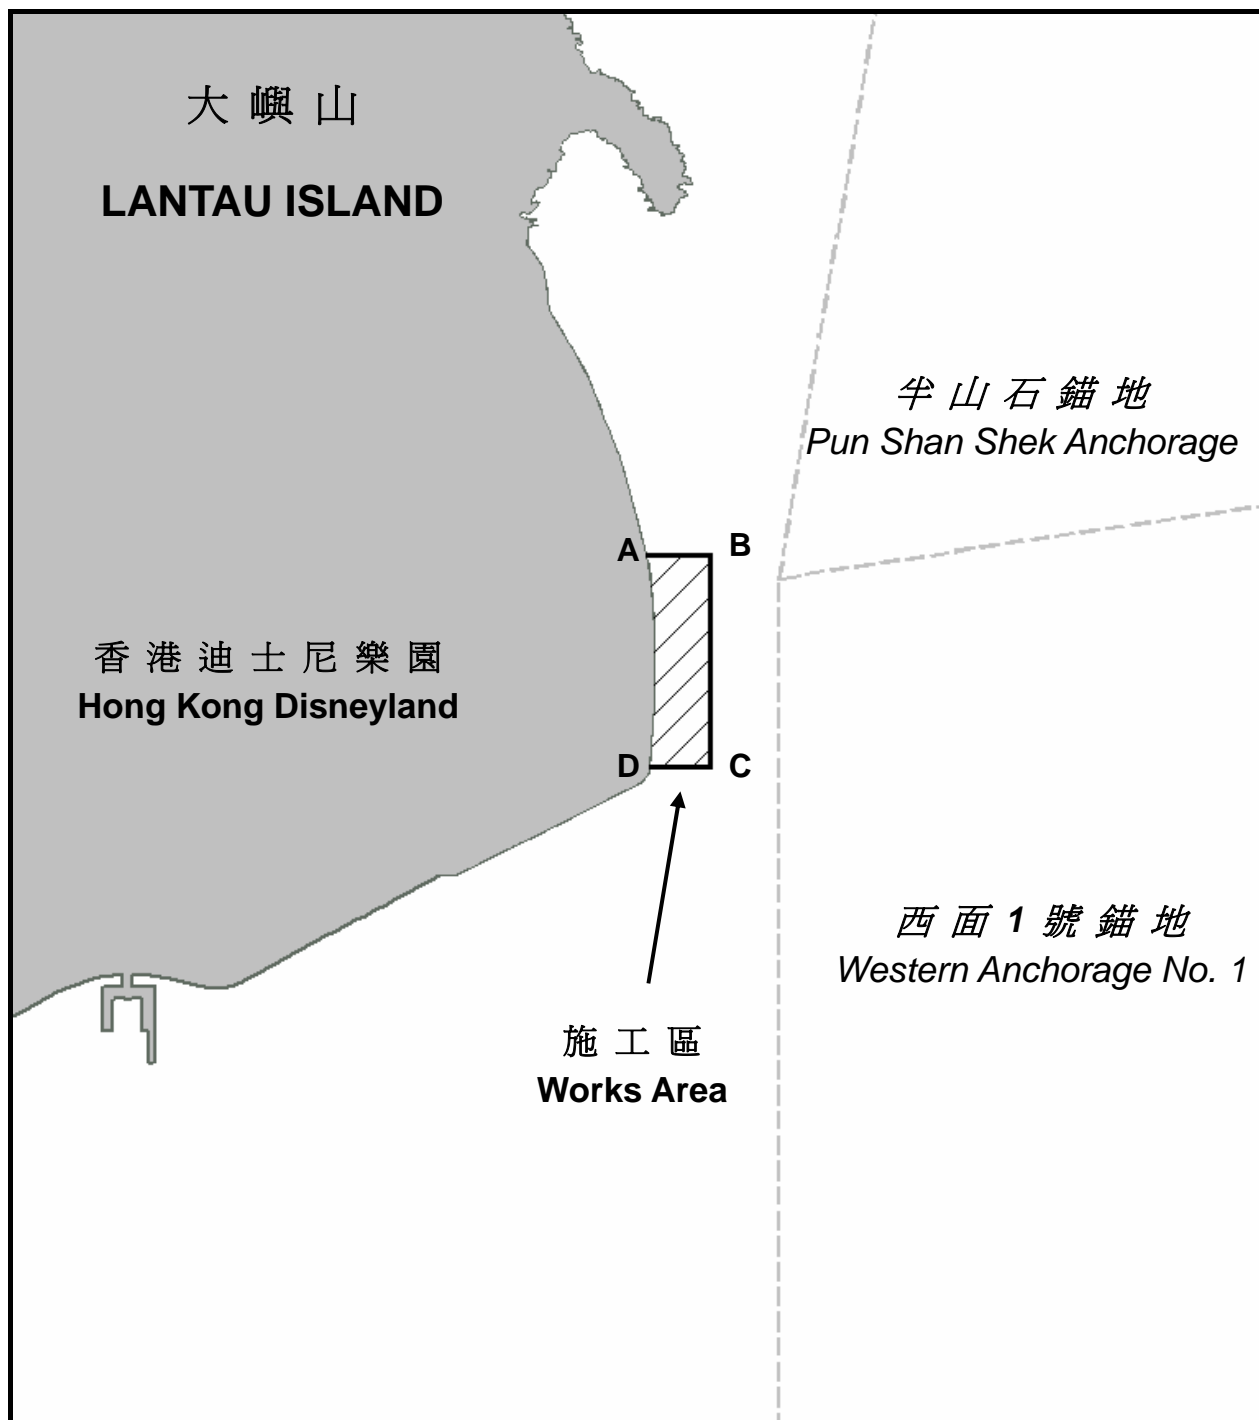 大嶼山
LANTAU ISLAND
半山石錨地
Pun Shan Shek Anchorage
A
B
香港迪士尼樂園
Hong Kong Disneyland
D
C
西面1號錨地
Western Anchorage No. 1
施工區
Works Area